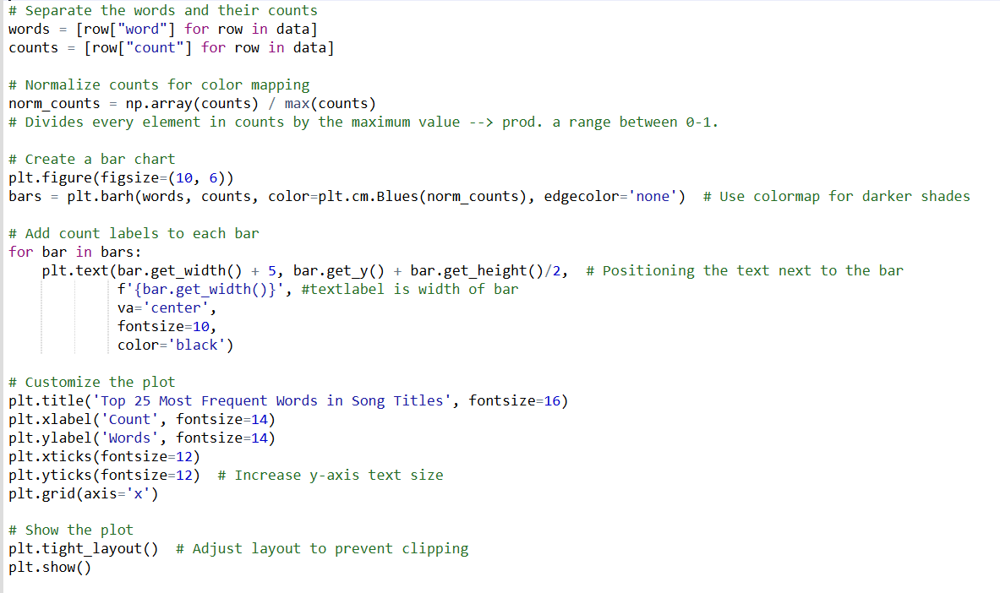 # Separate the words and their counts
words = [row["word"] for row in data]
counts = [row["count"] for row in data]

# Normalize counts for color mapping
norm_counts = np.array(counts) / max(counts)
# Divides every element in counts by the maximum value --> prod. a range between 0-1.

# Create a bar chart
plt.figure(figsize=(10, 6))
bars = plt.barh(words, counts, color=plt.cm.Blues(norm_counts), edgecolor='none')  # Use colormap for darker shades

# Add count labels to each bar
for bar in bars:
    plt.text(bar.get_width() + 5, bar.get_y() + bar.get_height()/2,  # Positioning the text next to the bar
             f'{bar.get_width()}', #textlabel is width of bar
             va='center',
             fontsize=10,
             color='black')

# Customize the plot
plt.title('Top 25 Most Frequent Words in Song Titles', fontsize=16)
plt.xlabel('Count', fontsize=14)
plt.ylabel('Words', fontsize=14)
plt.xticks(fontsize=12)
plt.yticks(fontsize=12)  # Increase y-axis text size
plt.grid(axis='x')

# Show the plot
plt.tight_layout()  # Adjust layout to prevent clipping
plt.show()